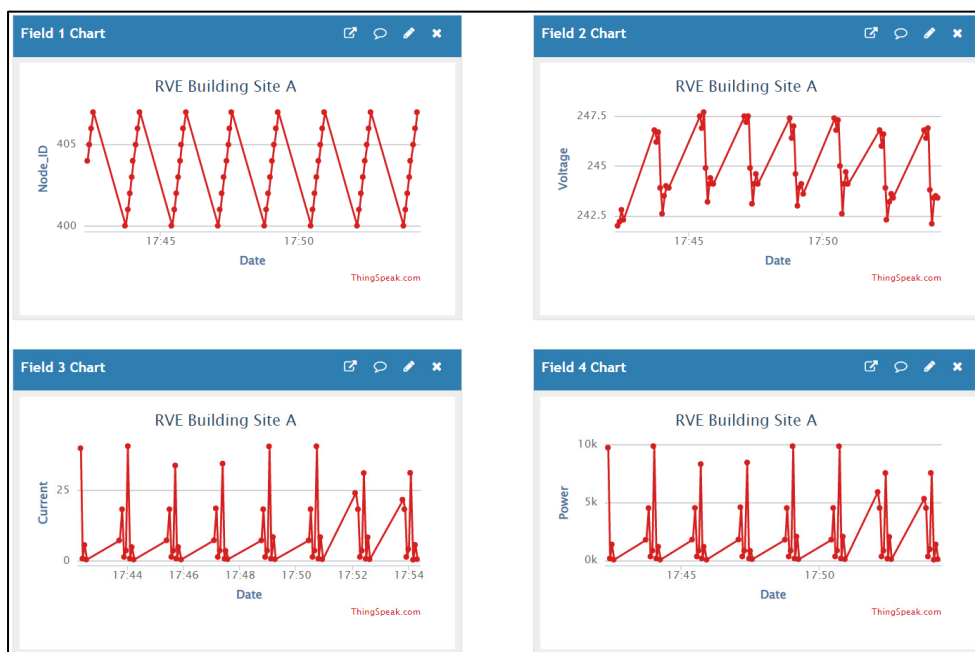 Field 1 Chart
RVE Building Site A
Node_ID
405
400
17:45
17:50
Date
ThingSpeak.com
Field 2 Chart
RVE Building Site A
Voltage
247.5
245
242.5
17:45
17:50
Date
ThingSpeak.com
Field 3 Chart
RVE Building Site A
Current
25
0
17:44
17:46
17:48
17:50
17:52
17:54
Date
ThingSpeak.com
Field 4 Chart
RVE Building Site A
Power
10k
5k
0k
17:45
17:50
Date
ThingSpeak.com